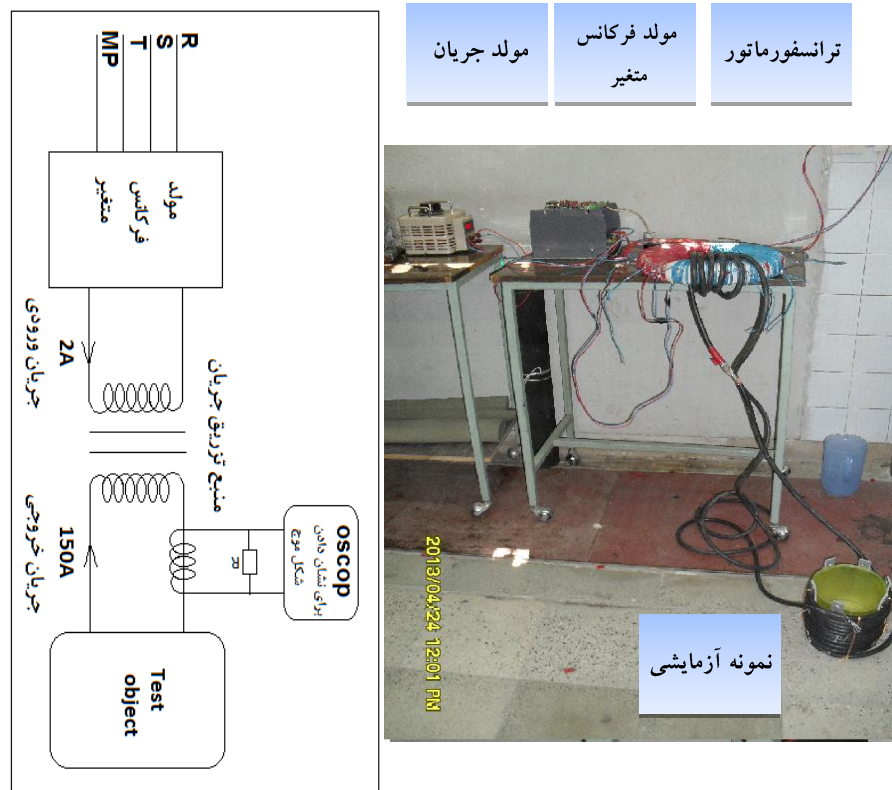 مولد جریان
مولد فرکانس
متغیر
ترانسفورماتور
R
S
T
MP
مولد
فرکانس
متغیر
2A
جریان ورودی
منبع تزریق جریان
150A
جریان خروجی
oscop
برای نشان دادن
شکل موج
Test
object
2013/04/24 12:01 PM
نمونه آزمایشی